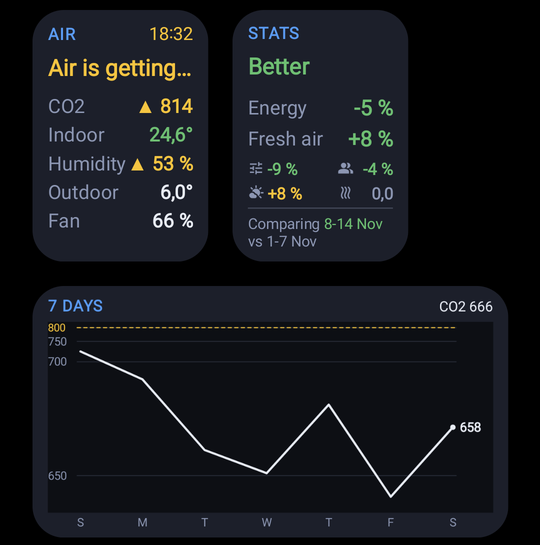 AIR 18:32
Air is getting...
CO2 ▲ 814
Indoor 24,6°
Humidity ▲ 53 %
Outdoor 6,0°
Fan 66 %
STATS
Better
Energy -5 %
Fresh air +8 %
-9 % -4 %
+8 % 0,0
Comparing 8-14 Nov
vs 1-7 Nov
7 DAYS CO2 666
800
750
700
658
650
S M T W T F S